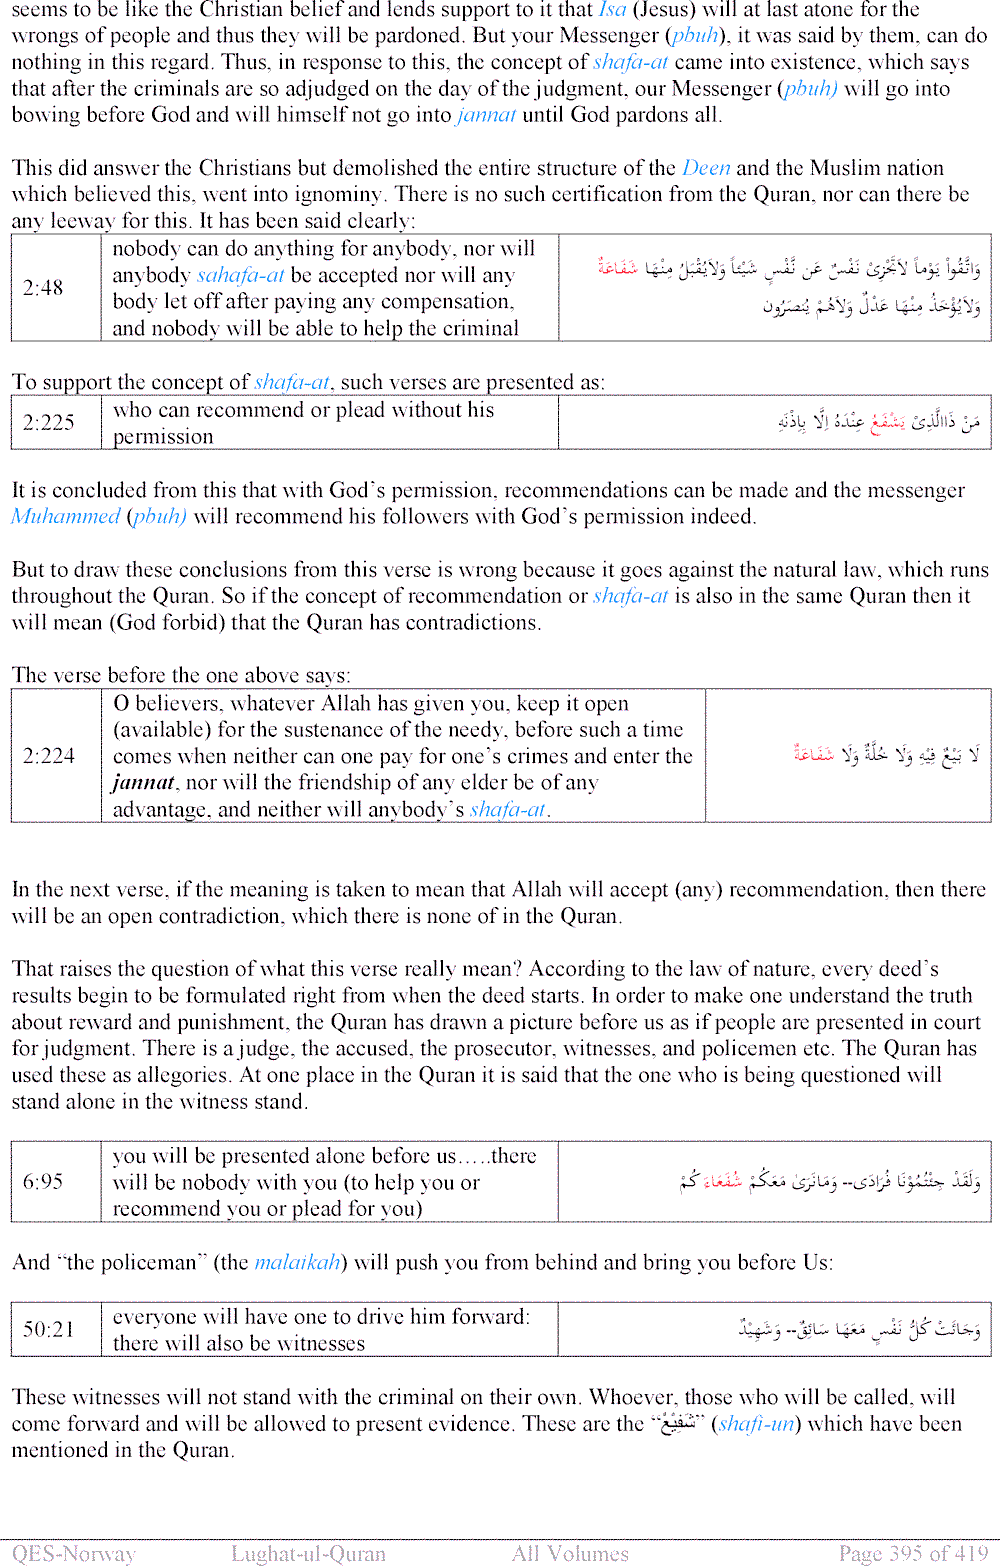 seems to be like the Christian belief and lends support to it that Isa (Jesus) will at last atone for the
wrongs of people and thus they will be pardoned. But your Messenger (pbuh), it was said by them, can do
nothing in this regard. Thus, in response to this, the concept of shafa-at came into existence, which says
that after the criminals are so adjudged on the day of the judgment, our Messenger (pbuh) will go into
bowing before God and will himself not go into jannat until God pardons all.
This did answer the Christians but demolished the entire structure of the Deen and the Muslim nation
which believed this, went into ignominy. There is no such certification from the Quran, nor can there be
any leeway for this. It has been said clearly:
2:48
nobody can do anything for anybody, nor will
anybody sahafa-at be accepted nor will any
body let off after paying any compensation,
and nobody will be able to help the criminal
وَاتَّقُواْ يَوْماً لاَتَجْزِىْ نَفْسٌ عَن نَّفْسٍ شَيْئاً وَلاَيُقْبَلُ مِنْهَا شَفَاعَةٌ
وَلاَيُؤْخَذُ مِنْهَا عَدْلٌ وَلاَهُمْ يُنصَرُون
To support the concept of shafa-at, such verses are presented as:
2:225
who can recommend or plead without his
permission
مَنْ ذَاالَّذِىْ يَشْفَعُ عِنْدَهُ اِلَّا بِاِذْنَهِ
It is concluded from this that with God's permission, recommendations can be made and the messenger
Muhammed (pbuh) will recommend his followers with God's permission indeed.
But to draw these conclusions from this verse is wrong because it goes against the natural law, which runs
throughout the Quran. So if the concept of recommendation or shafa-at is also in the same Quran then it
will mean (God forbid) that the Quran has contradictions.
The verse before the one above says:
2:224
O believers, whatever Allah has given you, keep it open
(available) for the sustenance of the needy, before such a time
comes when neither can one pay for one's crimes and enter the
jannat, nor will the friendship of any elder be of any
advantage, and neither will anybody's shafa-at.
لَا بَيْعٌ فِيْهِ وَلَا خُلَّةٌ وَلَا شَفَاعَةٌ
In the next verse, if the meaning is taken to mean that Allah will accept (any) recommendation, then there
will be an open contradiction, which there is none of in the Quran.
That raises the question of what this verse really mean? According to the law of nature, every deed's
results begin to be formulated right from when the deed starts. In order to make one understand the truth
about reward and punishment, the Quran has drawn a picture before us as if people are presented in court
for judgment. There is a judge, the accused, the prosecutor, witnesses, and policemen etc. The Quran has
used these as allegories. At one place in the Quran it is said that the one who is being questioned will
stand alone in the witness stand.
6:95
you will be presented alone before us…..there
will be nobody with you (to help you or
recommend you or plead for you)
وَلَقَدْ جِئْتُمُوْنَا فُرَادَى-- وَمَانَرَىٰ مَعَكُمْ شُفَعَاءَ كُمْ
And “the policeman” (the malaikah) will push you from behind and bring you before Us:
50:21
everyone will have one to drive him forward:
there will also be witnesses
وَجَائَتْ كُلُّ نَفْسٍ مَعَهَا سَائِقٌ-- وَشَهِيْدٌ
These witnesses will not stand with the criminal on their own. Whoever, those who will be called, will
come forward and will be allowed to present evidence. These are the “شَفِيْعٌ” (shafi-un) which have been
mentioned in the Quran.
QES-Norway Lughat-ul-Quran All Volumes Page 395 of 419